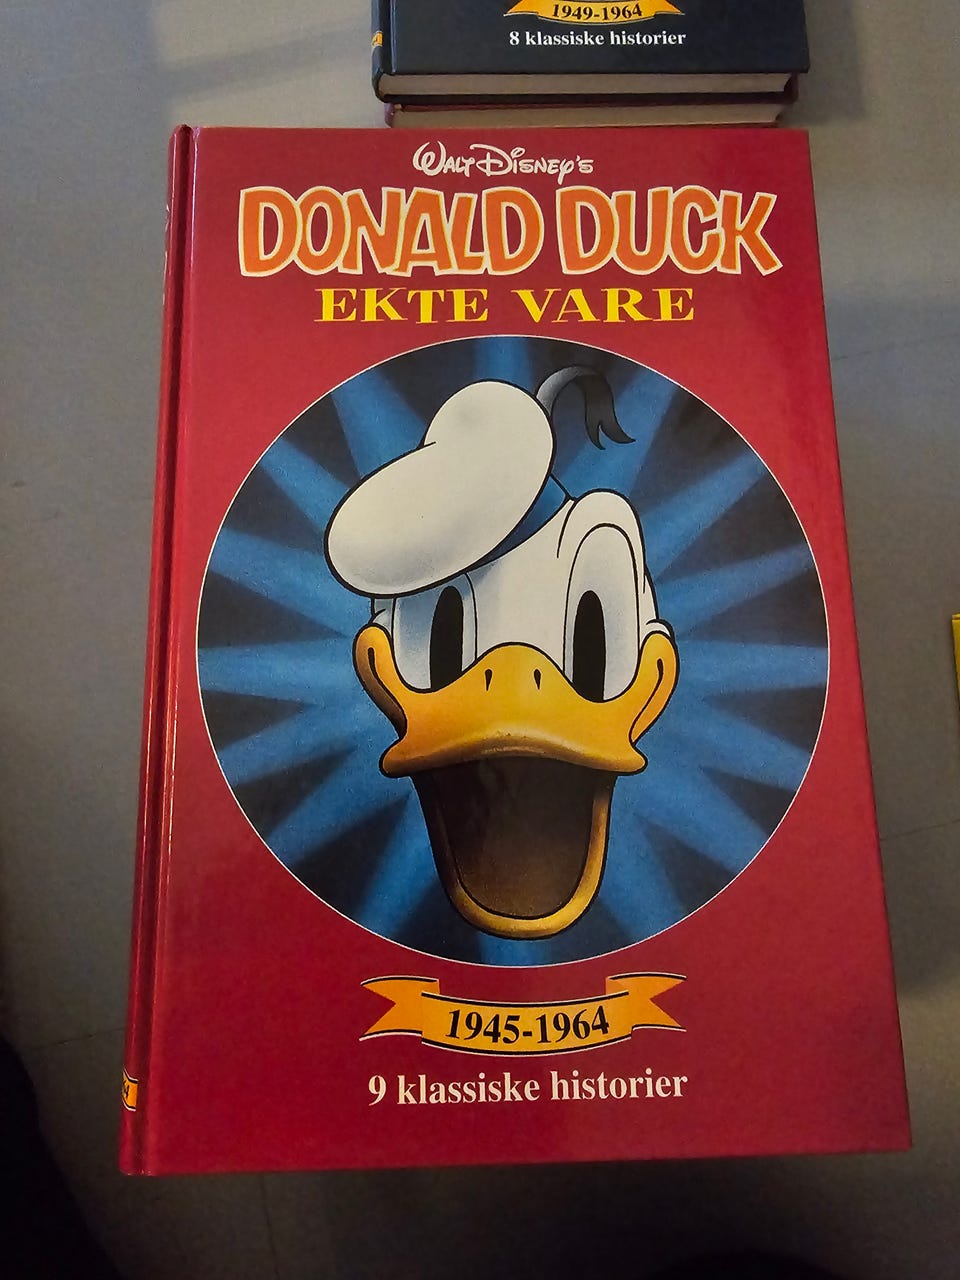 1949-1964
8 klassiske historier
WALT DISNEY'S
DONALD DUCK
EKTE VARE
1945-1964
9 klassiske historier